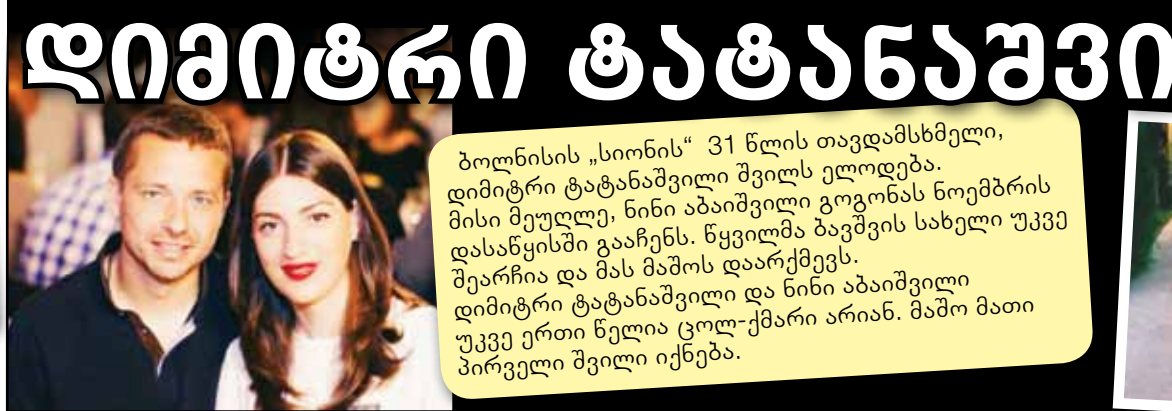 დიმიტრი ტატანაშვი
ბოლნისის „სიონის“ 31 წლის თავდამსხმელი,
დიმიტრი ტატანაშვილი შვილს ელოდება.
მისი მეუღლე, ნინი აბაიშვილი გოგონას ნოემბრის
დასაწყისში გააჩენს. წყვილმა ბავშვის სახელი უკვე
შეარჩია და მას მაშოს დაარქმევს.
დიმიტრი ტატანაშვილი და ნინი აბაიშვილი
უკვე ერთი წელია ცოლ-ქმარი არიან. მაშო მათი
პირველი შვილი იქნება.